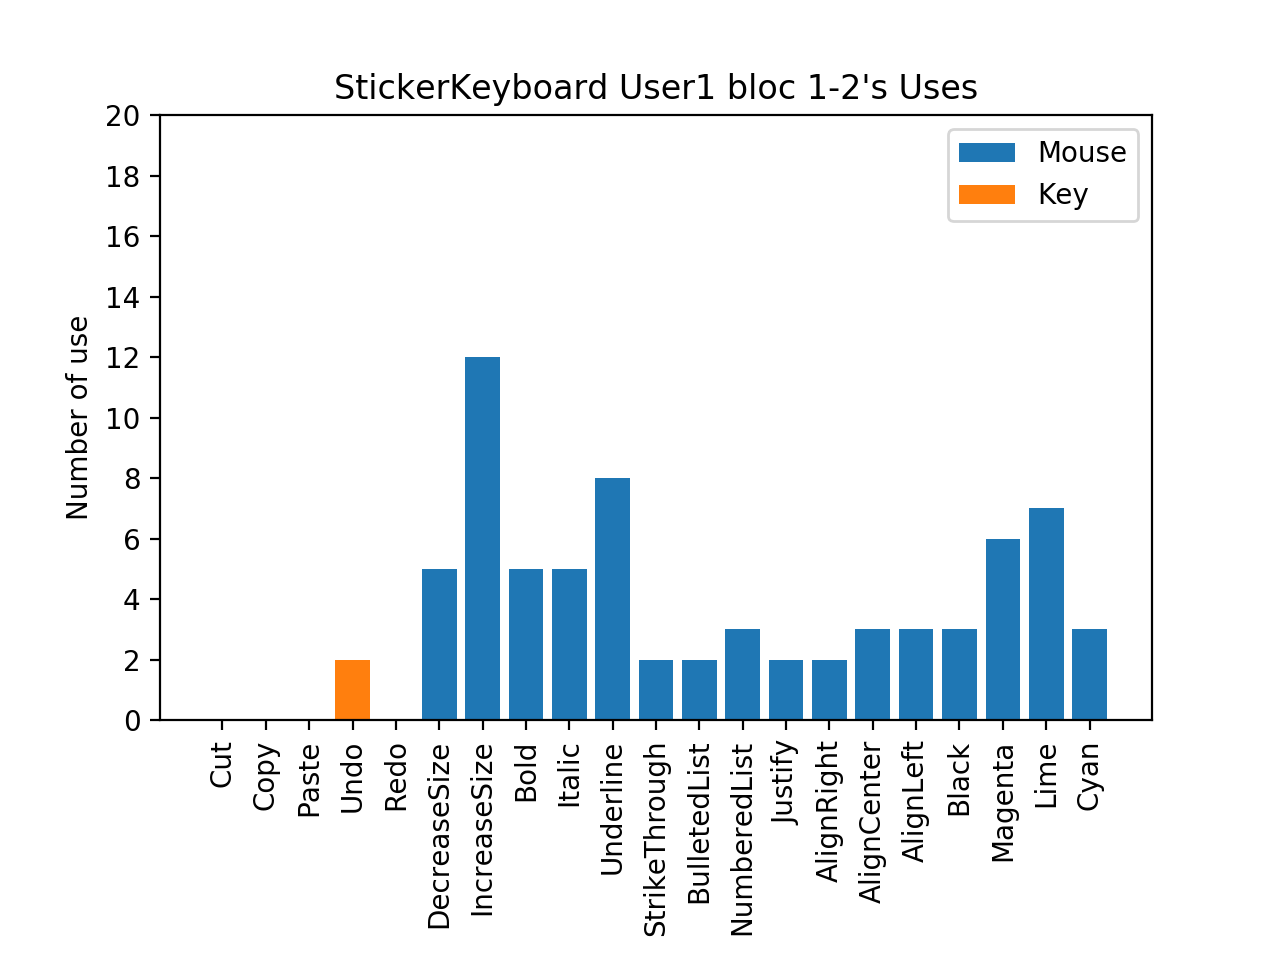 StickerKeyboard User1 bloc 1-2's Uses
20
18
16
14
12
10
8
6
4
2
0
Number of use
Mouse
Key
Cut
Copy
Paste
Undo
Redo
DecreaseSize
IncreaseSize
Bold
Italic
Underline
StrikeThrough
BulletedList
NumberedList
Justify
AlignRight
AlignCenter
AlignLeft
Black
Magenta
Lime
Cyan